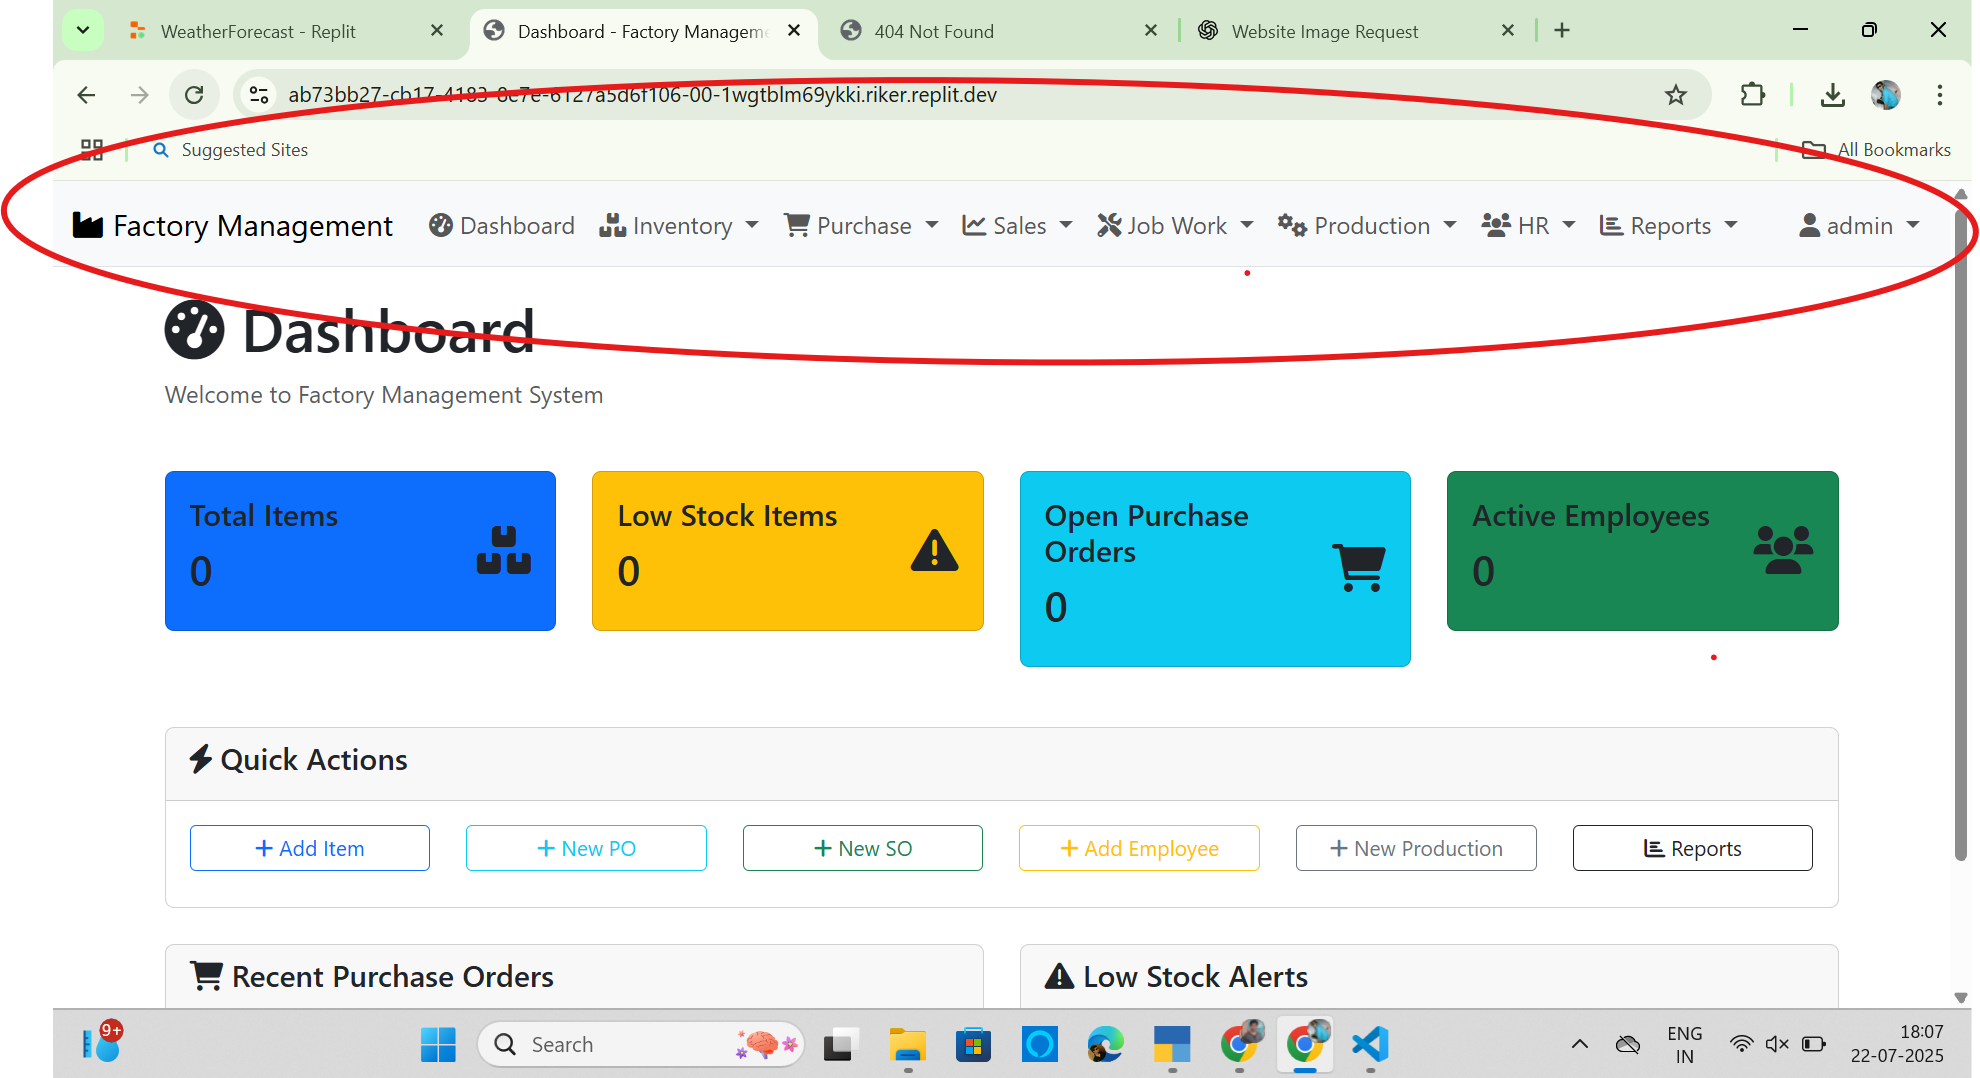 WeatherForecast - Replit
Dashboard - Factory Manageme
404 Not Found
Website Image Request
ab73bb27-cb17-4183-8e7e-6127a5d6f106-00-1wgtblm69ykki.riker.replit.dev
Suggested Sites
All Bookmarks
Factory Management Dashboard Inventory Purchase Sales Job Work Production HR Reports admin
Dashboard
Welcome to Factory Management System
Total Items
0
Low Stock Items
0
Open Purchase
Orders
0
Active Employees
0
Quick Actions
+ Add Item
+ New PO
+ New SO
+ Add Employee
+ New Production
Reports
Recent Purchase Orders
Low Stock Alerts
9+
Search
ENG
IN
18:07
22-07-2025